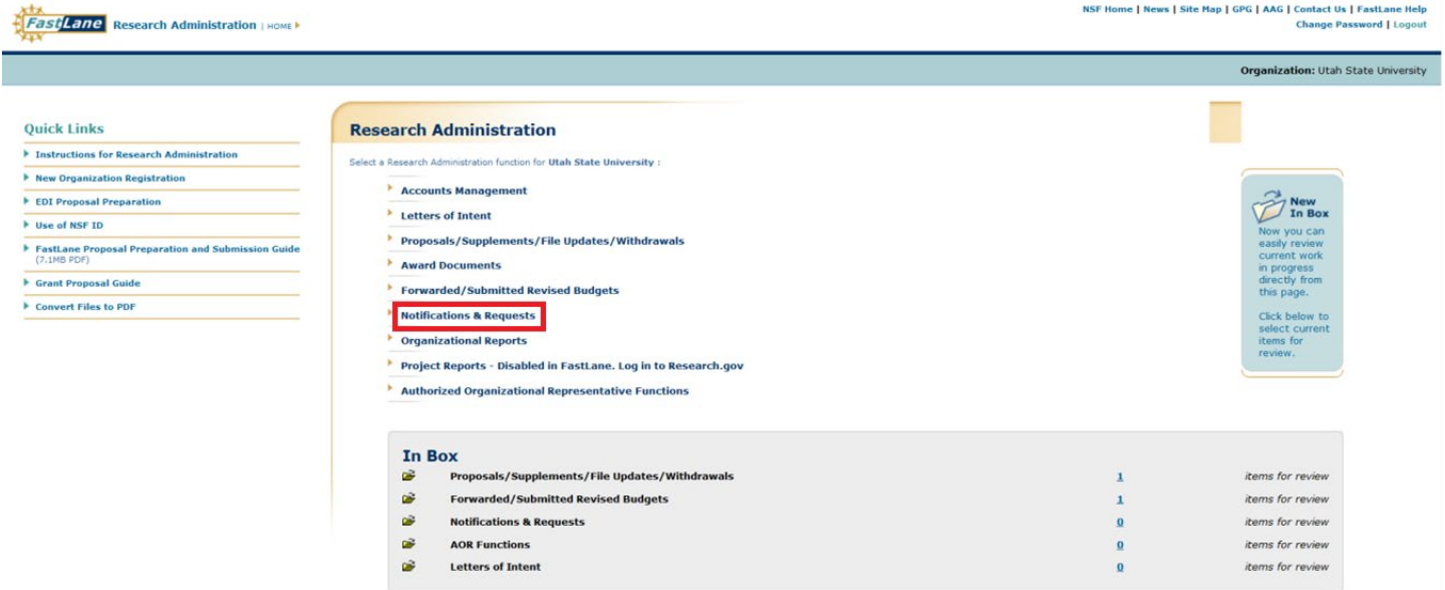 FastLane Research Administration | HOME
NSF Home | News | Site Map | GPG | AAG | Contact Us | FastLane Help
Change Password | Logout
Organization: Utah State University
Quick Links
Instructions for Research Administration
New Organization Registration
EDI Proposal Preparation
Use of NSF ID
FastLane Proposal Preparation and Submission Guide
(7.1MB PDF)
Grant Proposal Guide
Convert Files to PDF
Research Administration
Select a Research Administration function for Utah State University :
Accounts Management
Letters of Intent
Proposals/Supplements/File Updates/Withdrawals
Award Documents
Forwarded/Submitted Revised Budgets
Notifications & Requests
Organizational Reports
Project Reports - Disabled in FastLane. Log in to Research.gov
Authorized Organizational Representative Functions
New
In Box
Now you can
easily review
current work
in progress
directly from
this page.
Click below to
select current
items for
review.
In Box
Proposals/Supplements/File Updates/Withdrawals 1 items for review
Forwarded/Submitted Revised Budgets 1 items for review
Notifications & Requests 0 items for review
AOR Functions 0 items for review
Letters of Intent 0 items for review